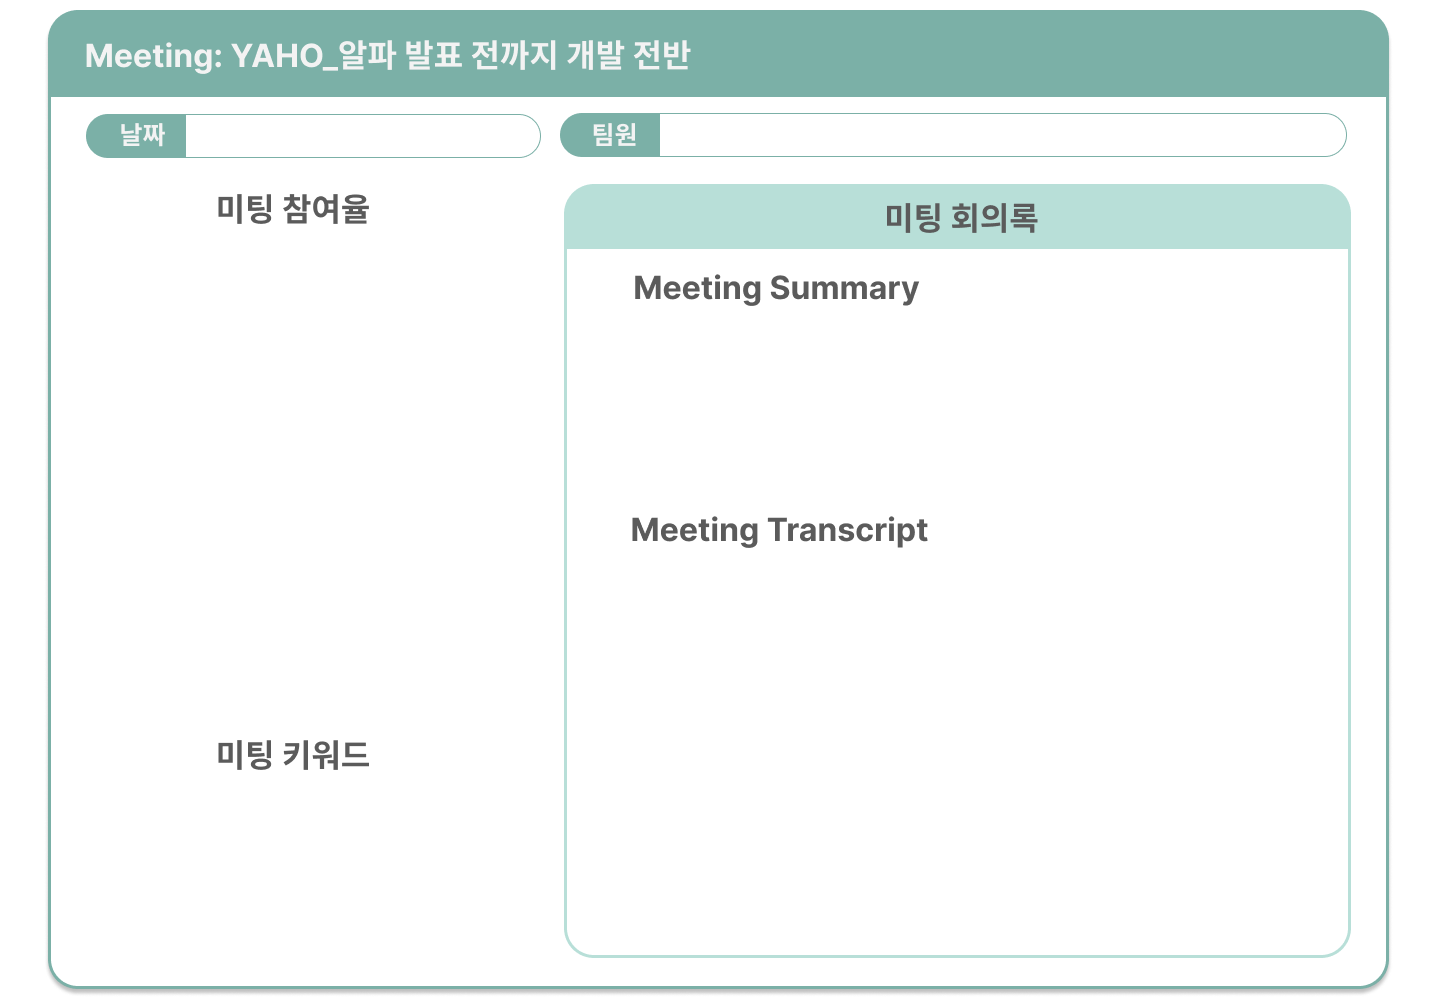 Meeting: YAHO_알파 발표 전까지 개발 전반
날짜
팀원
미팅 참여율
미팅 회의록
Meeting Summary
Meeting Transcript
미팅 키워드